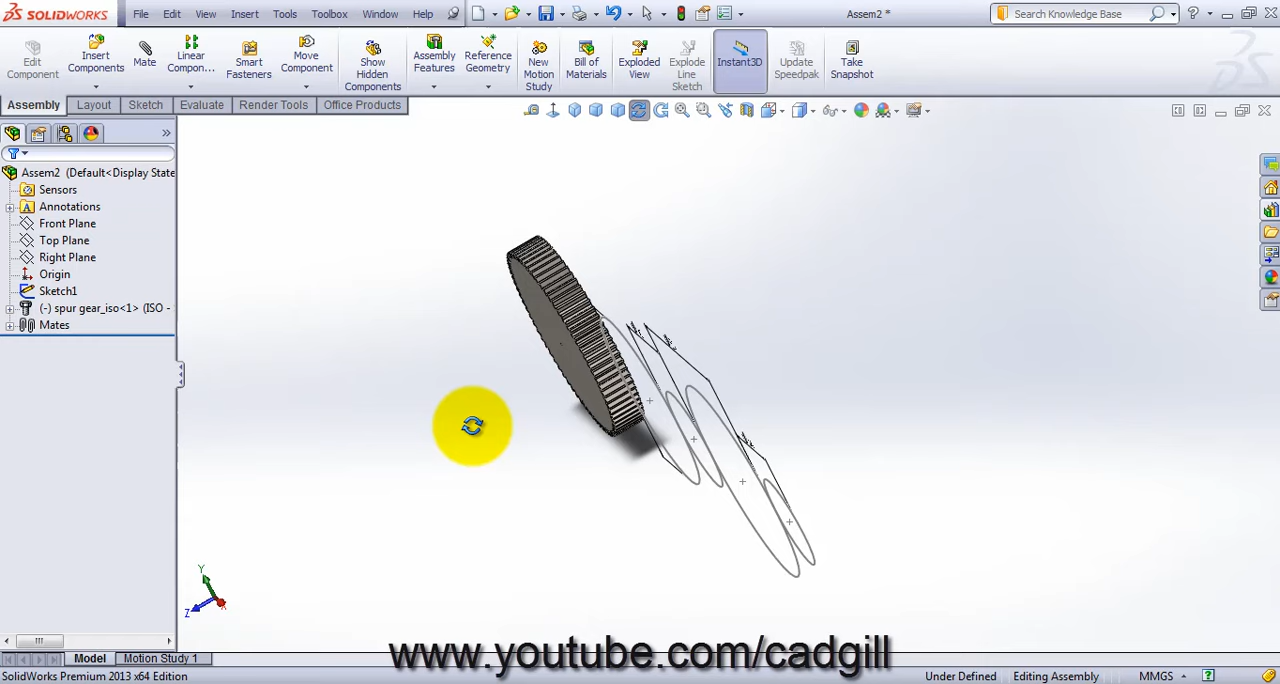 SOLIDWORKS
File Edit View Insert Tools Toolbox Window Help
Assem2 *
Search Knowledge Base
Edit Component
Insert Components
Mate
Linear Compon...
Smart Fasteners
Move Component
Show Hidden Components
Assembly Features
Reference Geometry
New Motion Study
Bill of Materials
Exploded View
Explode Line Sketch
Instant3D
Update Speedpak
Take Snapshot
Assembly Layout Sketch Evaluate Render Tools Office Products
Assem2 (Default<Display State
Sensors
Annotations
Front Plane
Top Plane
Right Plane
Origin
Sketch1
(-) spur gear_iso<1> (ISO -
Mates
Y
Z
X
www.youtube.com/cadgill
Model Motion Study 1
SolidWorks Premium 2013 x64 Edition
Under Defined Editing Assembly MMGS